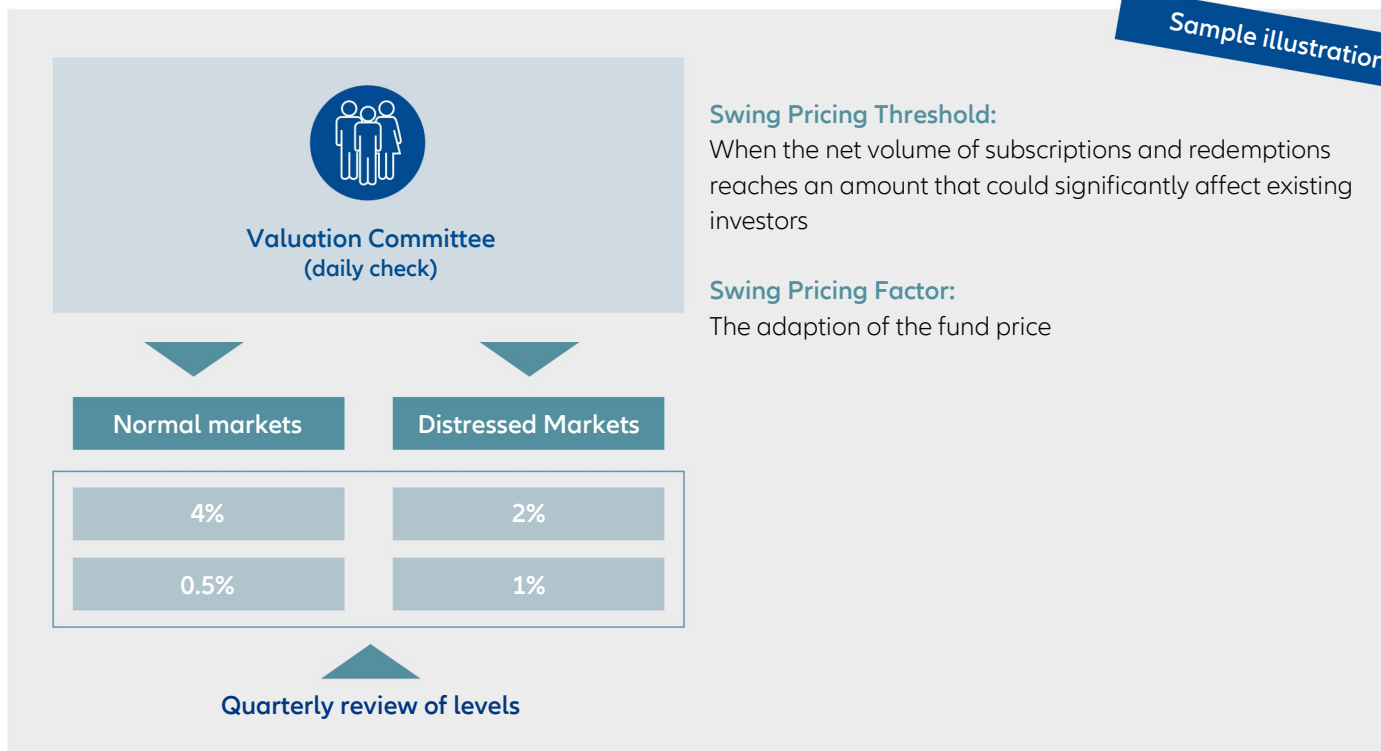 Sample illustration
Valuation Committee
(daily check)
Normal markets
Distressed Markets
4%
2%
0.5%
1%
Quarterly review of levels
Swing Pricing Threshold:
When the net volume of subscriptions and redemptions
reaches an amount that could significantly affect existing
investors
Swing Pricing Factor:
The adaption of the fund price